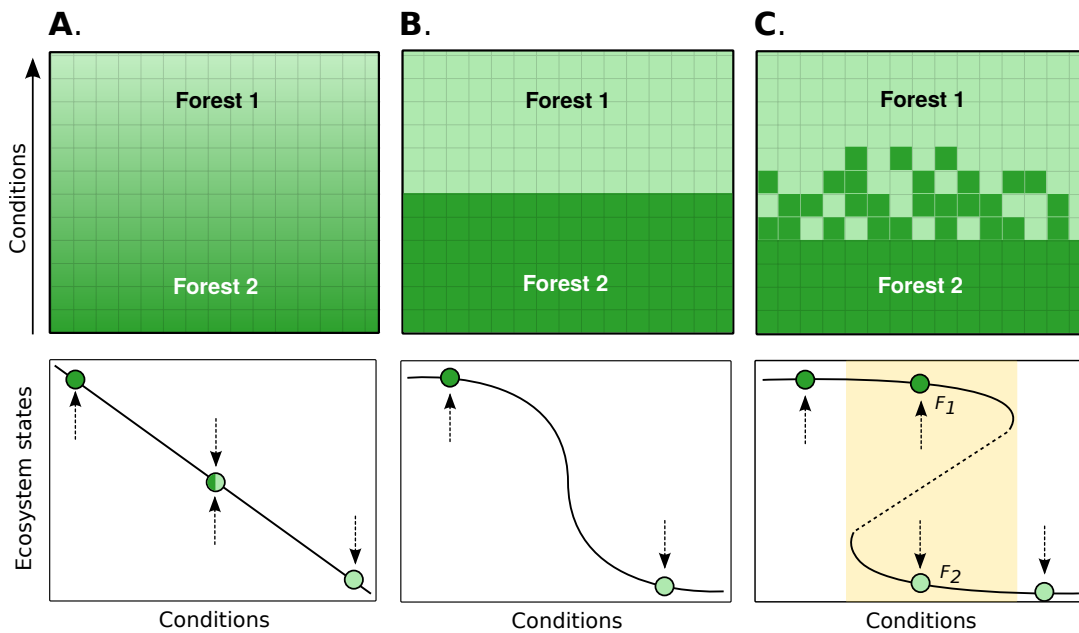 A.
B.
C.
Conditions
Forest 1
Forest 2
Forest 1
Forest 2
Forest 1
Forest 2
Ecosystem states
F1
F2
Conditions
Conditions
Conditions